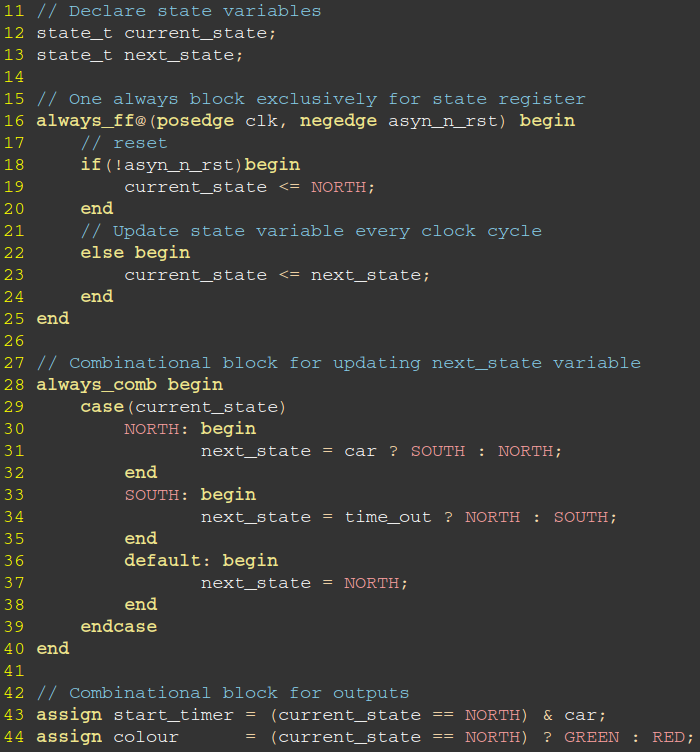 11 // Declare state variables
12 state_t current_state;
13 state_t next_state;
14
15 // One always block exclusively for state register
16 always_ff@(posedge clk, negedge asyn_n_rst) begin
17     // reset
18     if(!asyn_n_rst)begin
19         current_state <= NORTH;
20     end
21     // Update state variable every clock cycle
22     else begin
23         current_state <= next_state;
24     end
25 end
26
27 // Combinational block for updating next_state variable
28 always_comb begin
29     case(current_state)
30         NORTH: begin
31                next_state = car ? SOUTH : NORTH;
32         end
33         SOUTH: begin
34                next_state = time_out ? NORTH : SOUTH;
35         end
36         default: begin
37                next_state = NORTH;
38         end
39     endcase
40 end
41
42 // Combinational block for outputs
43 assign start_timer = (current_state == NORTH) & car;
44 assign colour      = (current_state == NORTH) ? GREEN : RED;